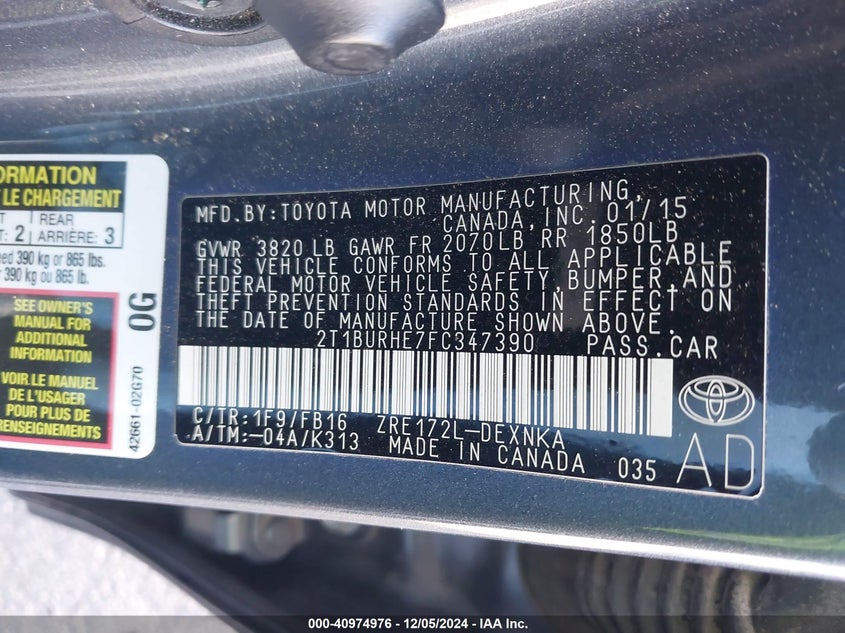 ORMATION
LE CHARGEMENT
REAR
: 2 ARRIÈRE: 3
eed 390 kg or 865 lbs.
r 390 kg ou 865 lb.
SEE OWNER'S
MANUAL FOR
ADDITIONAL
INFORMATION
VOIR LE MANUEL
DE L'USAGER
POUR PLUS DE
RENSEIGNEMENTS
0G
42661-02G70
MFD.BY:TOYOTA MOTOR MANUFACTURING,
CANADA, INC. 01/15
GVWR 3820 LB GAWR FR 2070LB RR 1850LB
THIS VEHICLE CONFORMS TO ALL APPLICABLE
FEDERAL MOTOR VEHICLE SAFETY,BUMPER,AND
THEFT PREVENTION STANDARDS IN EFFECT ON
THE DATE OF MANUFACTURE SHOWN ABOVE.
2T1BURHE7FC347390 PASS.CAR
C/TR:1F9/FB16 ZRE172L-DEXNKA
A/TM:-04A/K313 MADE IN CANADA 035
AD
000-40974976 - 12/05/2024 - IAA Inc.